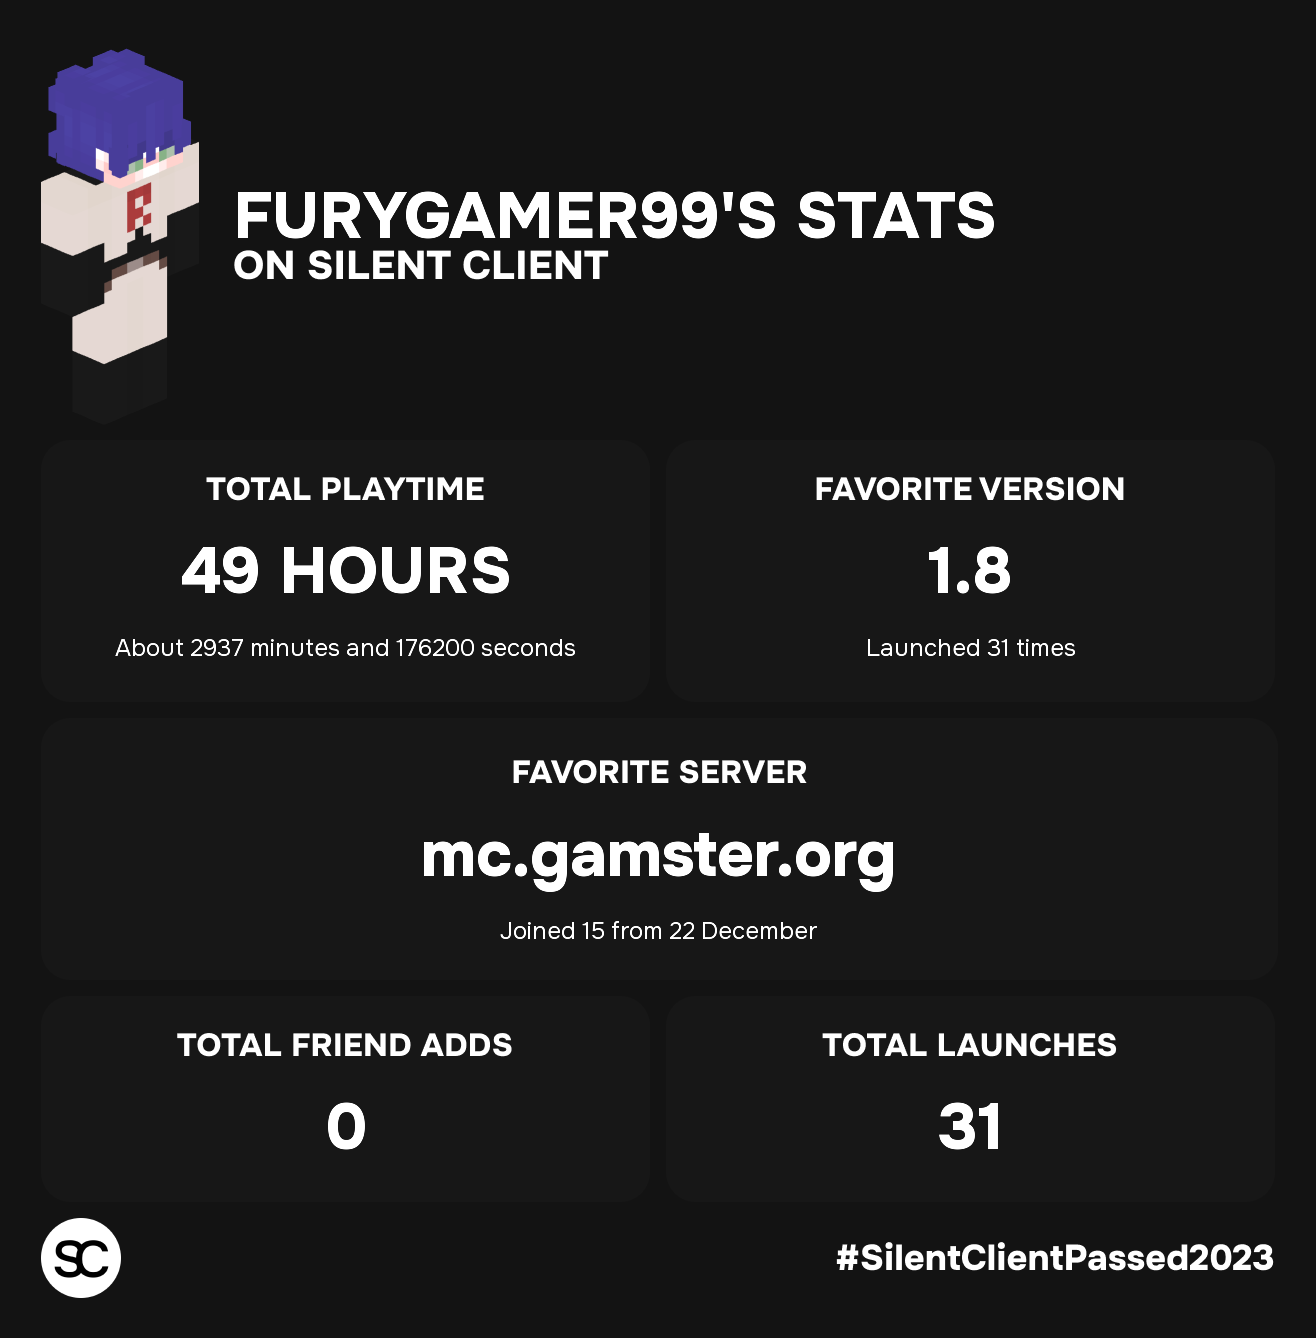 FURYGAMER99'S STATS
ON SILENT CLIENT
TOTAL PLAYTIME
49 HOURS
About 2937 minutes and 176200 seconds
FAVORITE VERSION
1.8
Launched 31 times
FAVORITE SERVER
mc.gamster.org
Joined 15 from 22 December
TOTAL FRIEND ADDS
0
TOTAL LAUNCHES
31
SC
#SilentClientPassed2023